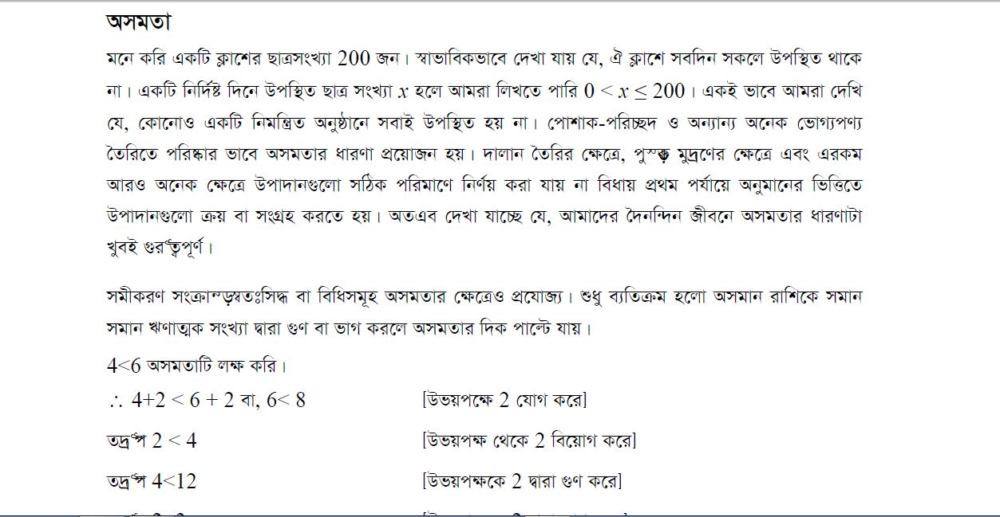 অসমতা
মনে করি একটি ক্লাশের ছাত্রসংখ্যা 200 জন। স্বাভাবিকভাবে দেখা যায় যে, ঐ ক্লাশে সবদিন সকলে উপস্থিত থাকে
না। একটি নির্দিষ্ট দিনে উপস্থিত ছাত্র সংখ্যা x হলে আমরা লিখতে পারি 0 < x ≤ 200। একই ভাবে আমরা দেখি
যে, কোনোও একটি নিমন্ত্রিত অনুষ্ঠানে সবাই উপস্থিত হয় না। পোশাক-পরিচ্ছদ ও অন্যান্য অনেক ভোগ্যপণ্য
তৈরিতে পরিষ্কার ভাবে অসমতার ধারণা প্রয়োজন হয়। দালান তৈরির ক্ষেত্রে, মুদ্রণের ক্ষেত্রে এবং এরকম
আরও অনেক ক্ষেত্রে উপাদানগুলো সঠিক পরিমাণে নির্ণয় করা যায় না বিধায় প্রথম পর্যায়ে অনুমানের ভিত্তিতে
উপাদানগুলো ক্রয় বা সংগ্রহ করতে হয়। অতএব দেখা যাচ্ছে যে, আমাদের দৈনন্দিন জীবনে অসমতার ধারণাটা
খুবই গুরত্বপূর্ণ।
সমীকরণ সংক্রান্ড়স্বতঃসিদ্ধ বা বিধিসমূহ অসমতার ক্ষেত্রেও প্রযোজ্য। শুধু ব্যতিক্রম হলো অসমান রাশিকে সমান
সমান ঋণাত্মক সংখ্যা দ্বারা গুণ বা ভাগ করলে অসমতার দিক পাল্টে যায়।
4<6 অসমতাটি লক্ষ করি।
∴ 4+2 < 6 + 2 বা, 6< 8 [উভয়পক্ষে 2 যোগ করে]
তদ্রূপ 2 < 4 [উভয়পক্ষ থেকে 2 বিয়োগ করে]
তদ্রূপ 4<12 [উভয়পক্ষকে 2 দ্বারা গুণ করে]